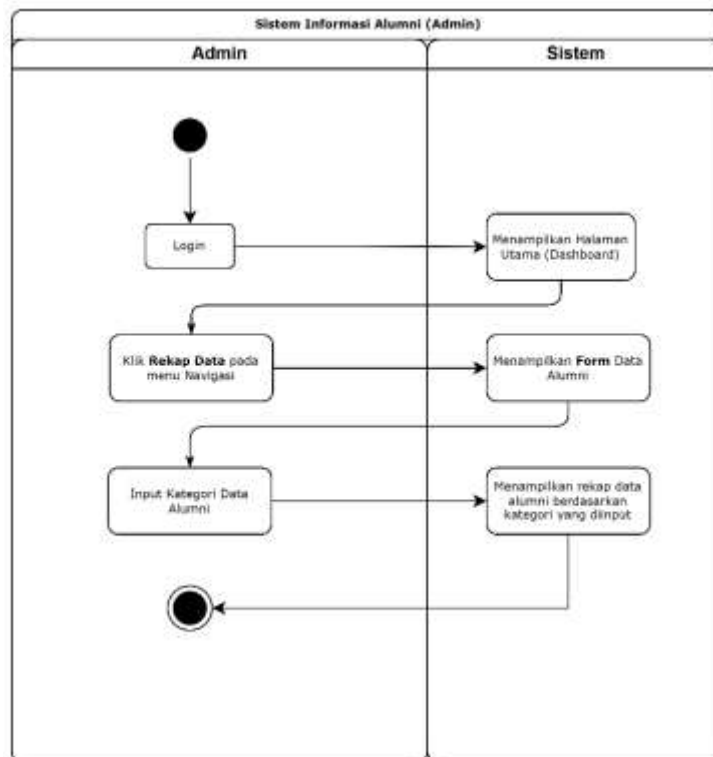 Sistem Informasi Alumni (Admin)
Admin
Sistem
Login
Menampilkan Halaman
Utama (Dashboard)
Klik Rekap Data pada
menu Navigasi
Menampilkan Form Data
Alumni
Input Kategori Data
Alumni
Menampilkan rekap data
alumni berdasarkan
kategori yang diinput